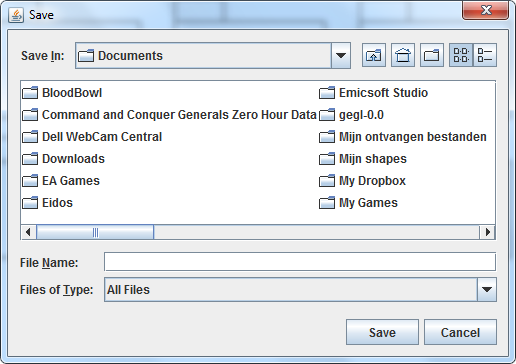 Save
Save In: Documents
BloodBowl
Command and Conquer Generals Zero Hour Data
Dell WebCam Central
Downloads
EA Games
Eidos
Emicsoft Studio
gegl-0.0
Mijn ontvangen bestanden
Mijn shapes
My Dropbox
My Games
File Name:
Files of Type: All Files
Save Cancel